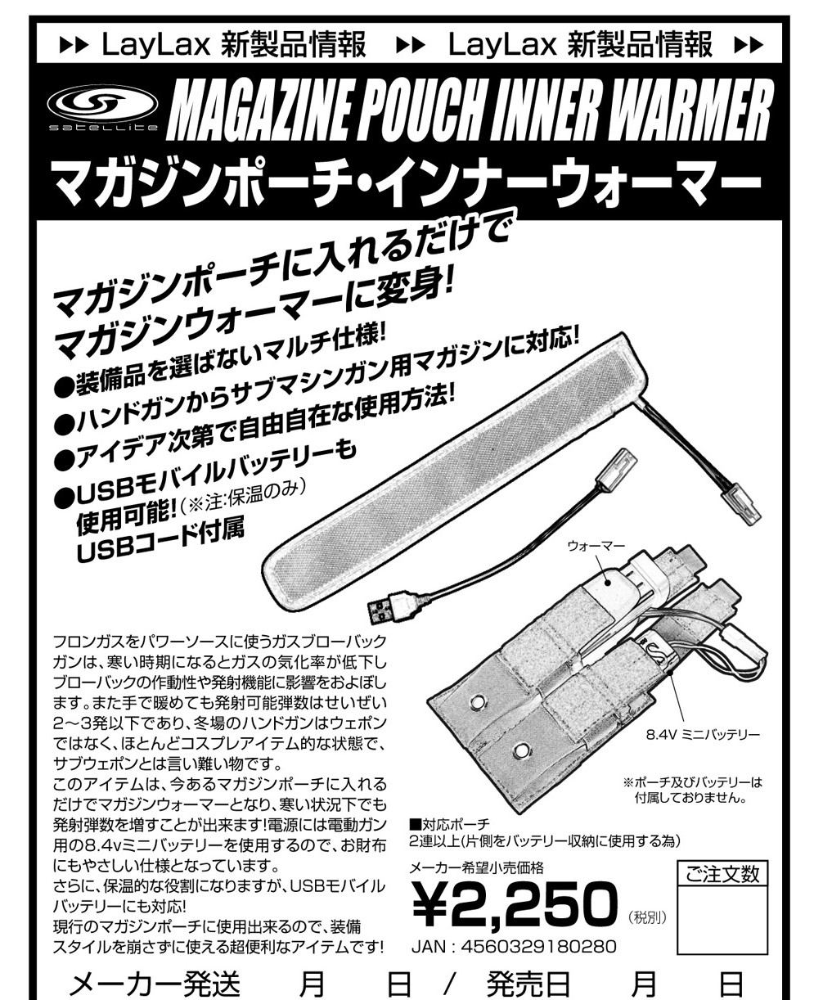 LayLax 新製品情報 LayLax 新製品情報
satellite MAGAZINE POUCH INNER WARMER
マガジンポーチ・インナーウォーマー
マガジンポーチに入れるだけで
マガジンウォーマーに変身!
●装備品を選ばないマルチ仕様!
●ハンドガンからサブマシンガン用マガジンに対応!
●アイデア次第で自由自在な使用方法!
●USBモバイルバッテリーも
使用可能!(※注:保温のみ)
USBコード付属
ウォーマー
8.4V ミニバッテリー
※ポーチ及びバッテリーは
付属しておりません。
フロンガスをパワーソースに使うガスブローバック
ガンは、寒い時期になるとガスの気化率が低下し
ブローバックの作動性や発射機能に影響をおよぼし
ます。また手で暖めても発射可能弾数はせいぜい
2〜3発以下であり、冬場のハンドガンはウェポン
ではなく、ほとんどコスプレアイテム的な状態で、
サブウェポンとは言い難い物です。
このアイテムは、今あるマガジンポーチに入れる
だけでマガジンウォーマーとなり、寒い状況下でも
発射弾数を増すことが出来ます!電源には電動ガン
用の8.4vミニバッテリーを使用するので、お財布
にもやさしい仕様となっています。
さらに、保温的な役割になりますが、USBモバイル
バッテリーにも対応!
現行のマガジンポーチに使用出来るので、装備
スタイルを崩さずに使える超便利なアイテムです!
■対応ポーチ
2連以上(片側をバッテリー収納に使用する為)
メーカー希望小売価格
¥2,250 (税別)
JAN : 4560329180280
ご注文数
メーカー発送 月 日 / 発売日 月 日